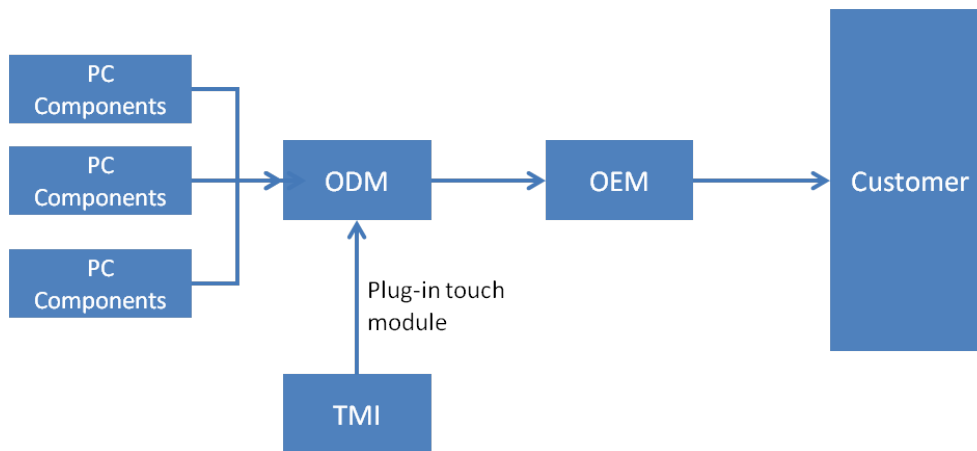 PC
Components
PC
Components
PC
Components
ODM
OEM
Customer
Plug-in touch
module
TMI